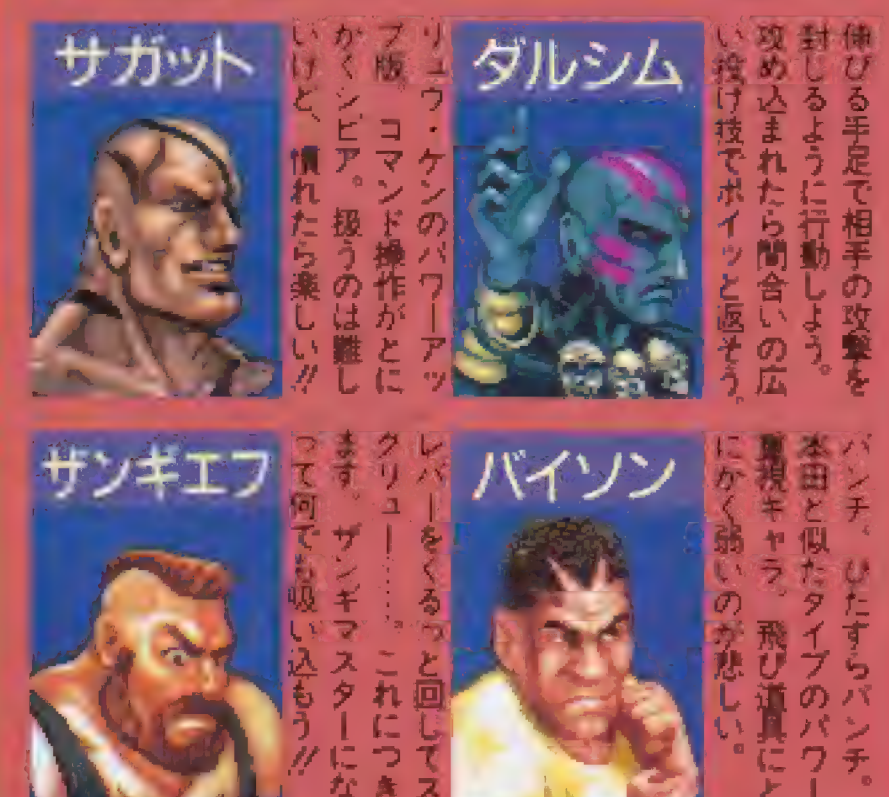 ダルシム
伸びる手足で相手の攻撃を
封じるように行動しよう。
攻め込まれたら間合いの広
い投げ技でポイッと返そう。
サガット
リュウ・ケンのパワーアッ
プ版。コマンド操作がとに
かくシビア。扱うのは難し
いけど、慣れたら楽しい!!
バイソン
パンチ、ひたすらパンチ。
本田と似たタイプのパワー
重視キャラ。飛び道具にと
にかく弱いのが悲しい。
ザンギエフ
レバーをくるっと回してス
グリュー……。これにつき
ます。ザンギマスターにな
って何でも吸い込もう!!